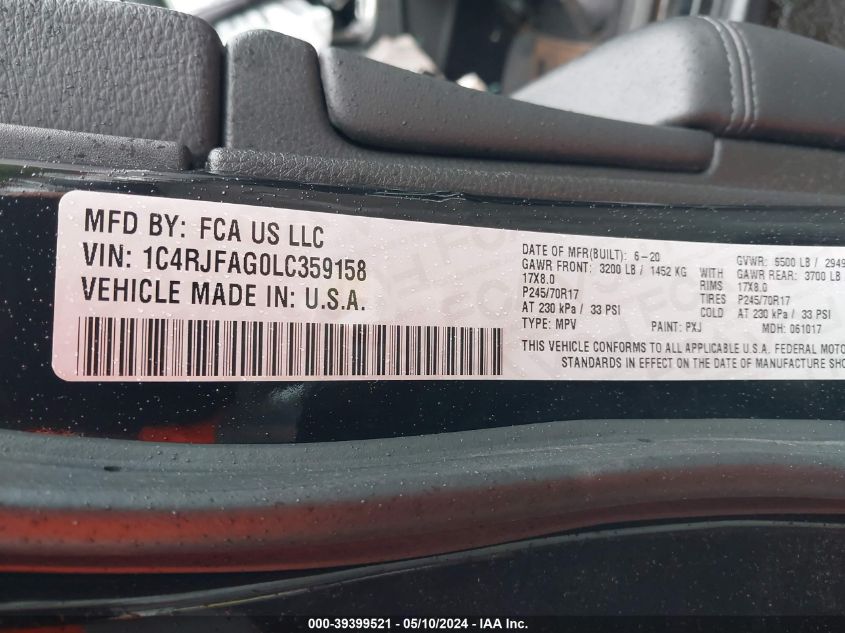 MFD BY: FCA US LLC
VIN: 1C4RJFAG0LC359158
VEHICLE MADE IN: U.S.A.
DATE OF MFR(BUILT): 6-20 GVWR: 6500 LB / 2949
GAWR FRONT: 3200 LB / 1452 KG WITH GAWR REAR: 3700 LB
17X8.0 RIMS 17X8.0
P245/70R17 TIRES P245/70R17
AT 230 kPa / 33 PSI COLD AT 230 kPa / 33 PSI
TYPE: MPV PAINT: PXJ MDH: 061017
THIS VEHICLE CONFORMS TO ALL APPLICABLE U.S.A. FEDERAL MOTO
STANDARDS IN EFFECT ON THE DATE OF MANUFACTURE SHO
000-39399521 - 05/10/2024 - IAA Inc.